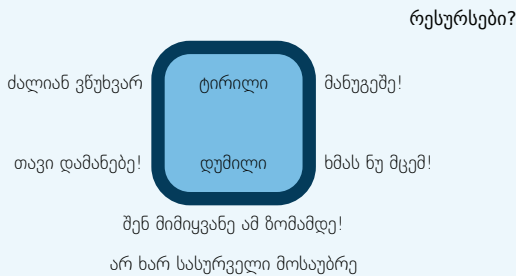 რესურსები?
ძალიან ვწუხვარ ტირილი მანუგეშე!
თავი დამანებე! დუმილი ხმას ნუ მცემ!
შენ მიმიყვანე ამ ზომამდე!
არ ხარ სასურველი მოსაუბრე